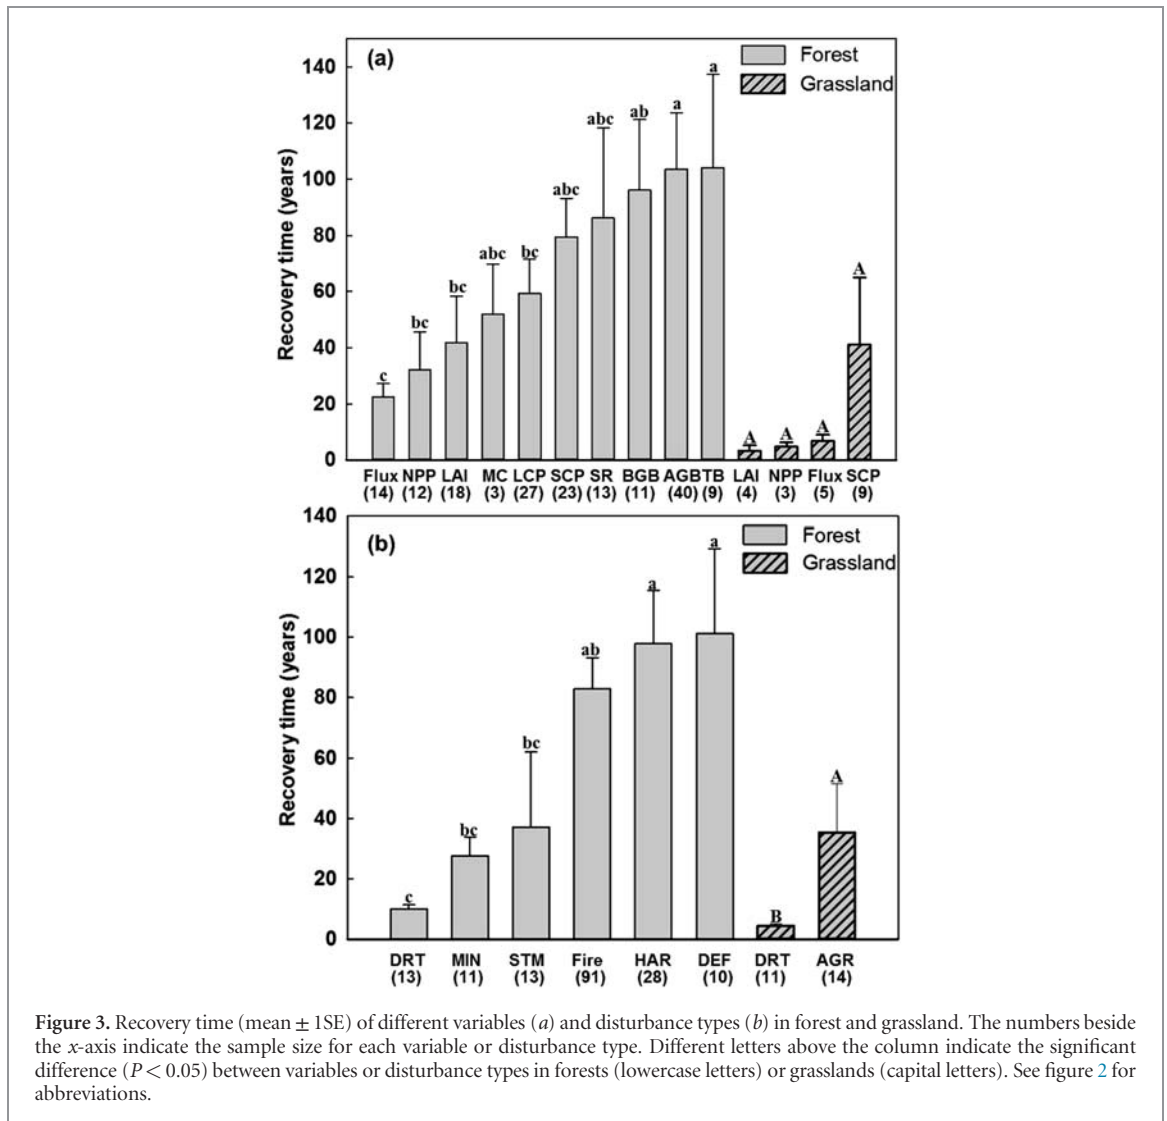 (a)
Forest
Grassland
Recovery time (years)
140
120
100
80
60
40
20
0
c
bc
bc
abc
bc
abc
abc
ab
a
a
A
A
A
A
Flux NPP LAI MC LCP SCP SR BGB AGB TB LAI NPP Flux SCP
(14) (12) (18) (3) (27) (23) (13) (11) (40) (9) (4) (3) (5) (9)
(b)
Forest
Grassland
Recovery time (years)
140
120
100
80
60
40
20
0
c
bc
bc
ab
a
a
B
A
DRT MIN STM Fire HAR DEF DRT AGR
(13) (11) (13) (91) (28) (10) (11) (14)
Figure 3. Recovery time (mean ± 1SE) of different variables (a) and disturbance types (b) in forest and grassland. The numbers beside
the x-axis indicate the sample size for each variable or disturbance type. Different letters above the column indicate the significant
difference (P < 0.05) between variables or disturbance types in forests (lowercase letters) or grasslands (capital letters). See figure 2 for
abbreviations.